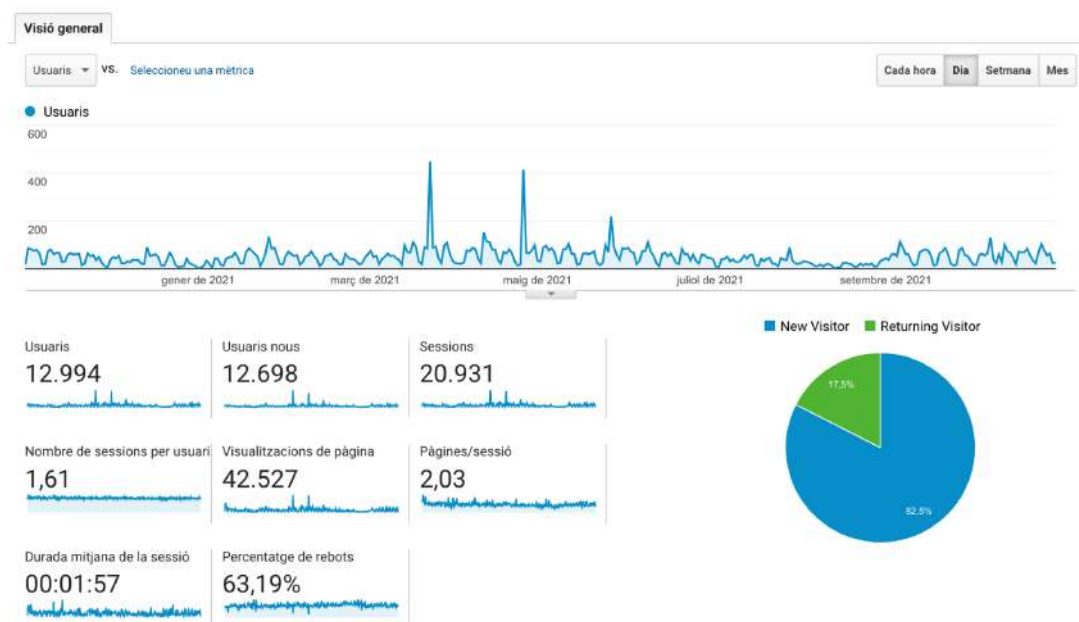 Visió general
Usuaris VS. Seleccioneu una mètrica
Cada hora Dia Setmana Mes
Usuaris
600
400
200
gener de 2021 març de 2021 maig de 2021 juliol de 2021 setembre de 2021
New Visitor Returning Visitor
Usuaris Usuaris nous Sessions
12.994 12.698 20.931
17,5%
Nombre de sessions per usuari Visualitzacions de pàgina Pàgines/sessió
1,61 42.527 2,03
82,5%
Durada mitjana de la sessió Percentatge de rebots
00:01:57 63,19%